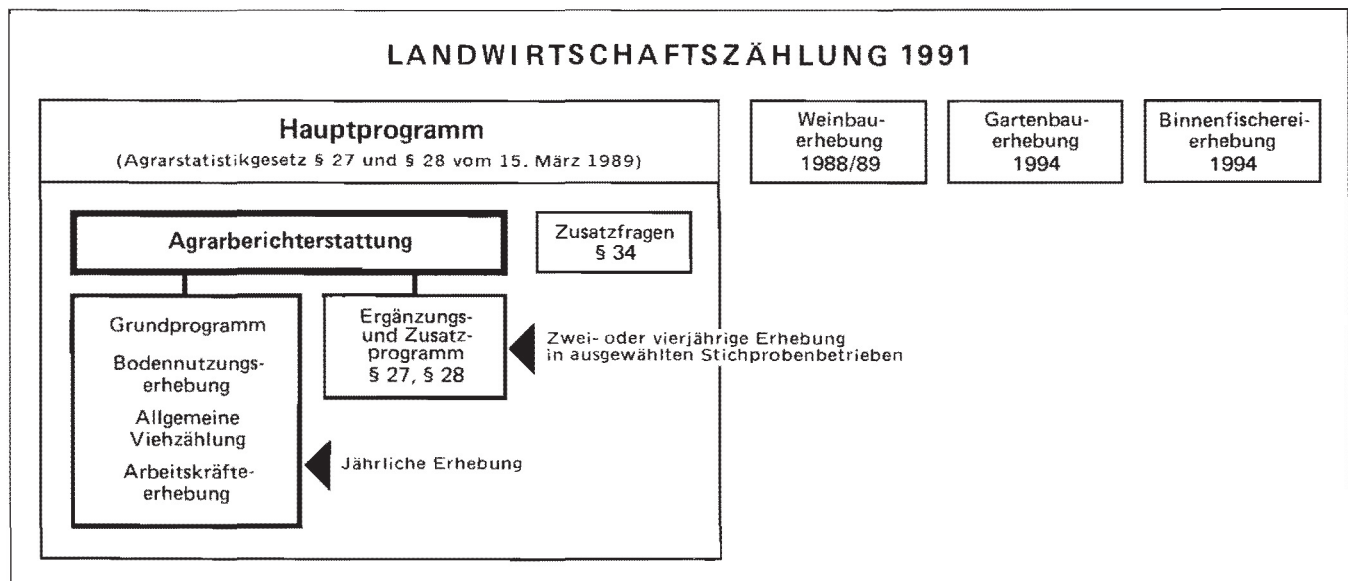 LANDWIRTSCHAFTSZÄHLUNG 1991
Hauptprogramm
(Agrarstatistikgesetz § 27 und § 28 vom 15. März 1989)
Weinbau-
erhebung
1988/89
Gartenbau-
erhebung
1994
Binnenfischerei-
erhebung
1994
Agrarberichterstattung
Zusatzfragen
§ 34
Grundprogramm
Bodennutzungs-
erhebung
Allgemeine
Viehzählung
Arbeitskräfte-
erhebung
Ergänzungs-
und Zusatz-
programm
§ 27, § 28
Zwei- oder vierjährige Erhebung
in ausgewählten Stichprobenbetrieben
Jährliche Erhebung